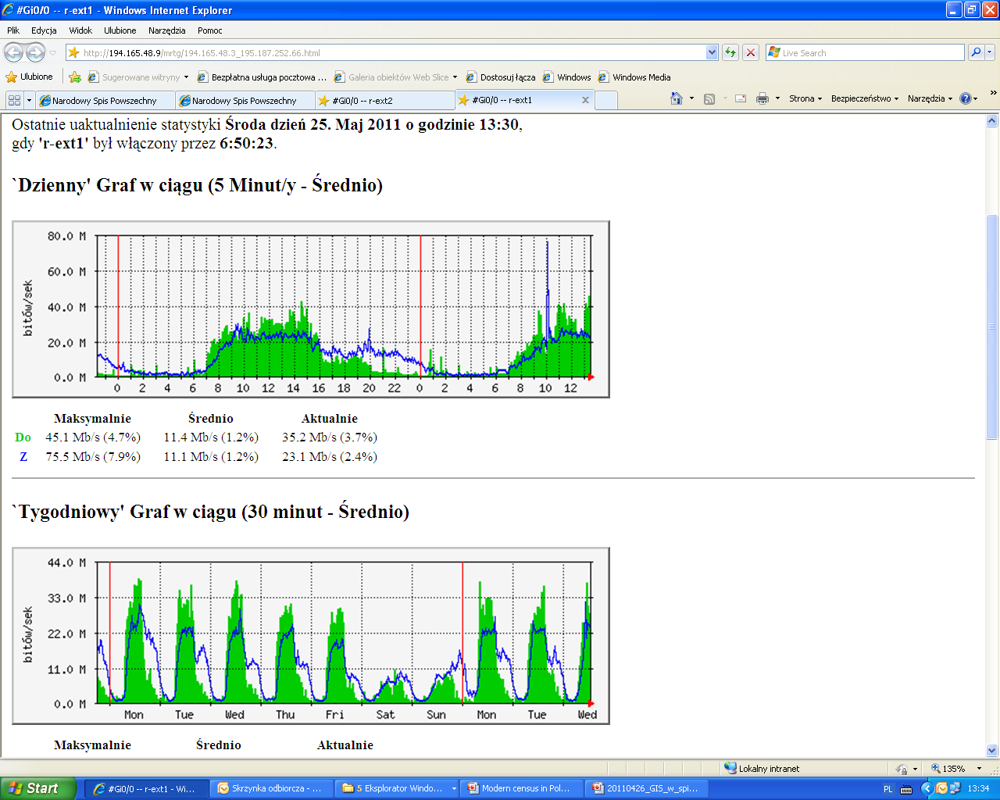 #Gi0/0 -- r-ext1 - Windows Internet Explorer
Plik Edycja Widok Ulubione Narzędzia Pomoc
http://194.165.48.9/mrtg/194.165.48.3_195.187.252.66.html Live Search
Ulubione Sugerowane witryny Bezpłatna usługa pocztowa ... Galeria obiektów Web Slice Dostosuj łącza Windows Windows Media
Narodowy Spis Powszechny Narodowy Spis Powszechny #Gi0/0 -- r-ext2 #Gi0/0 -- r-ext1 Strona Bezpieczeństwo Narzędzia
Ostatnie uaktualnienie statystyki Środa dzień 25. Maj 2011 o godzinie 13:30,
gdy 'r-ext1' był włączony przez 6:50:23.
`Dzienny' Graf w ciągu (5 Minut/y - Średnio)
80.0 M
60.0 M
40.0 M
20.0 M
0.0 M
bitów/sek
0 2 4 6 8 10 12 14 16 18 20 22 0 2 4 6 8 10 12
Maksymalnie Średnio Aktualnie
Do 45.1 Mb/s (4.7%) 11.4 Mb/s (1.2%) 35.2 Mb/s (3.7%)
Z 75.5 Mb/s (7.9%) 11.1 Mb/s (1.2%) 23.1 Mb/s (2.4%)
`Tygodniowy' Graf w ciągu (30 minut - Średnio)
44.0 M
33.0 M
22.0 M
11.0 M
0.0 M
bitów/sek
Mon Tue Wed Thu Fri Sat Sun Mon Tue Wed
Maksymalnie Średnio Aktualnie
Lokalny intranet 135%
Start #Gi0/0 -- r-ext1 - Wi... Skrzynka odbiorcza - ... 5 Eksplorator Windo... Modern census in Pol... 20110426_GIS_w_spi... PL 13:34